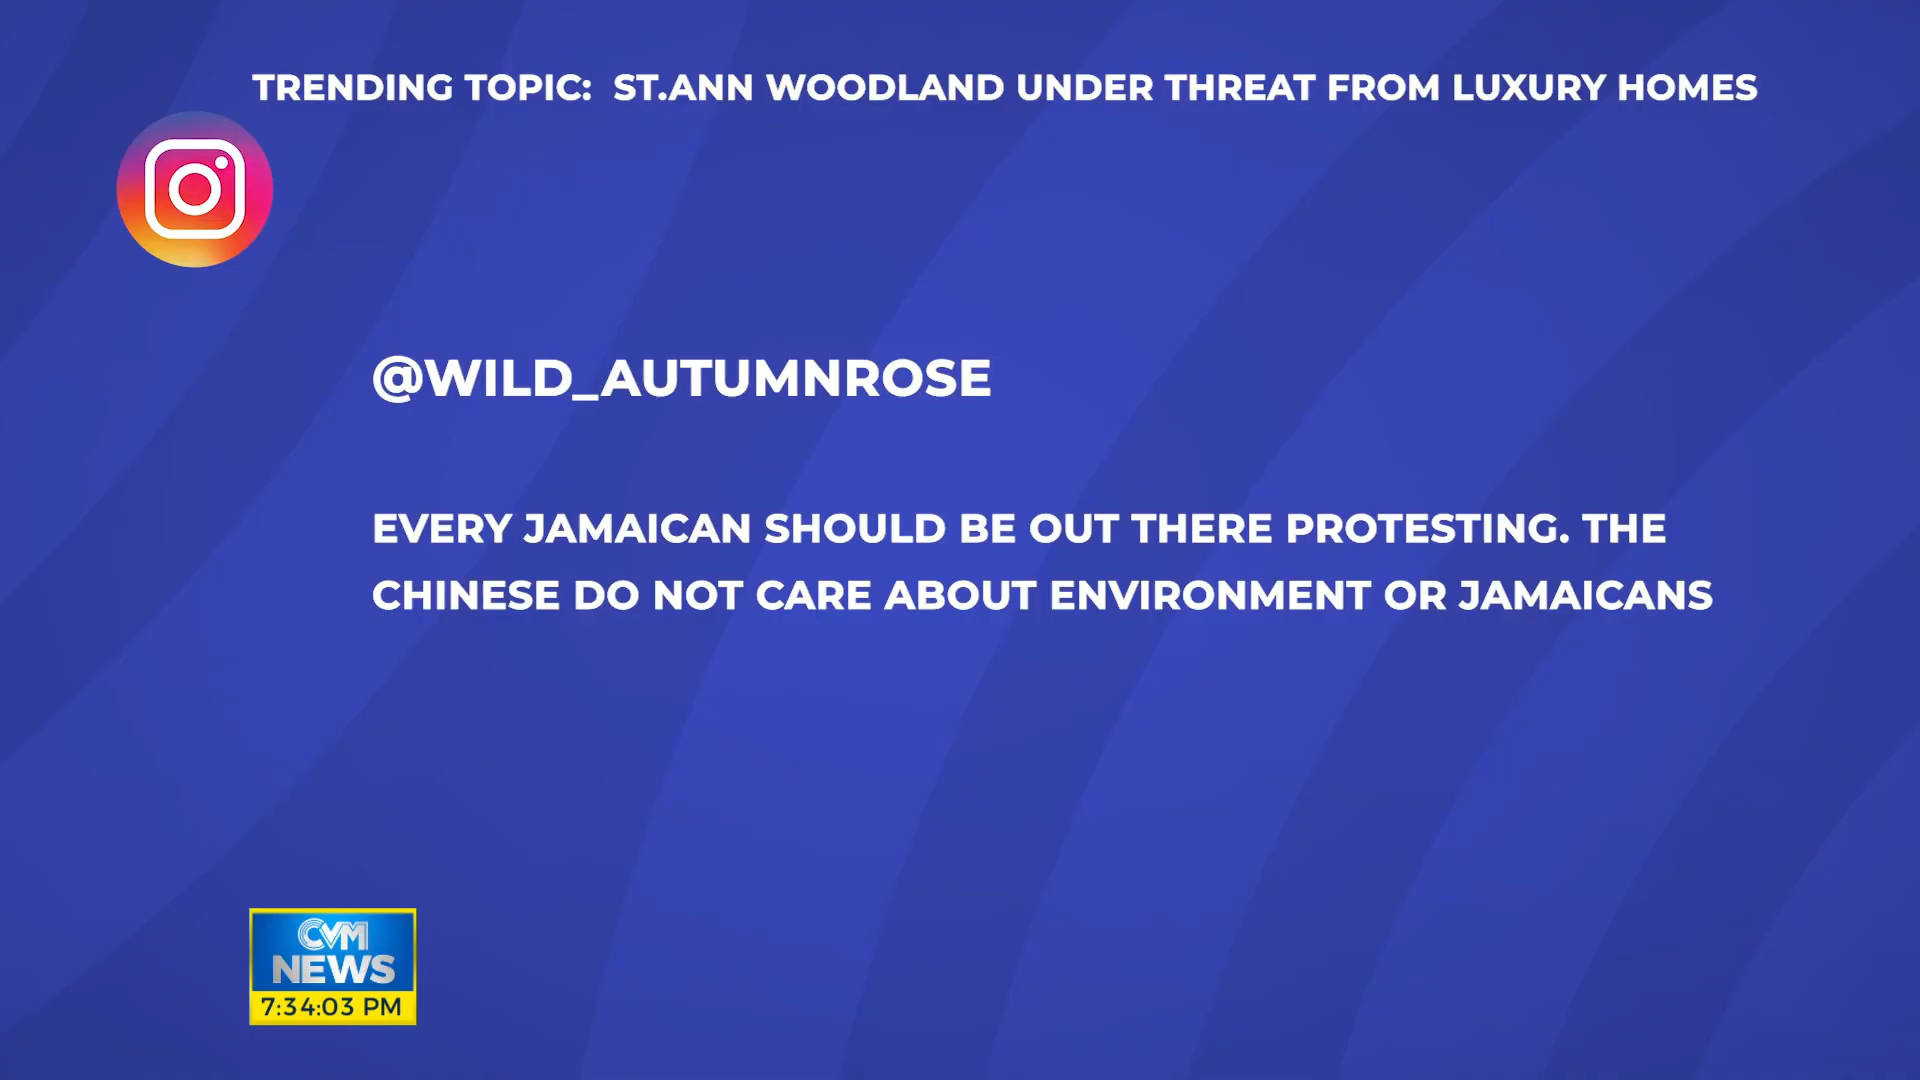 TRENDING TOPIC: ST.ANN WOODLAND UNDER THREAT FROM LUXURY HOMES
@WILD_AUTUMNROSE
EVERY JAMAICAN SHOULD BE OUT THERE PROTESTING. THE
CHINESE DO NOT CARE ABOUT ENVIRONMENT OR JAMAICANS
CVM
NEWS
7:34:03 PM